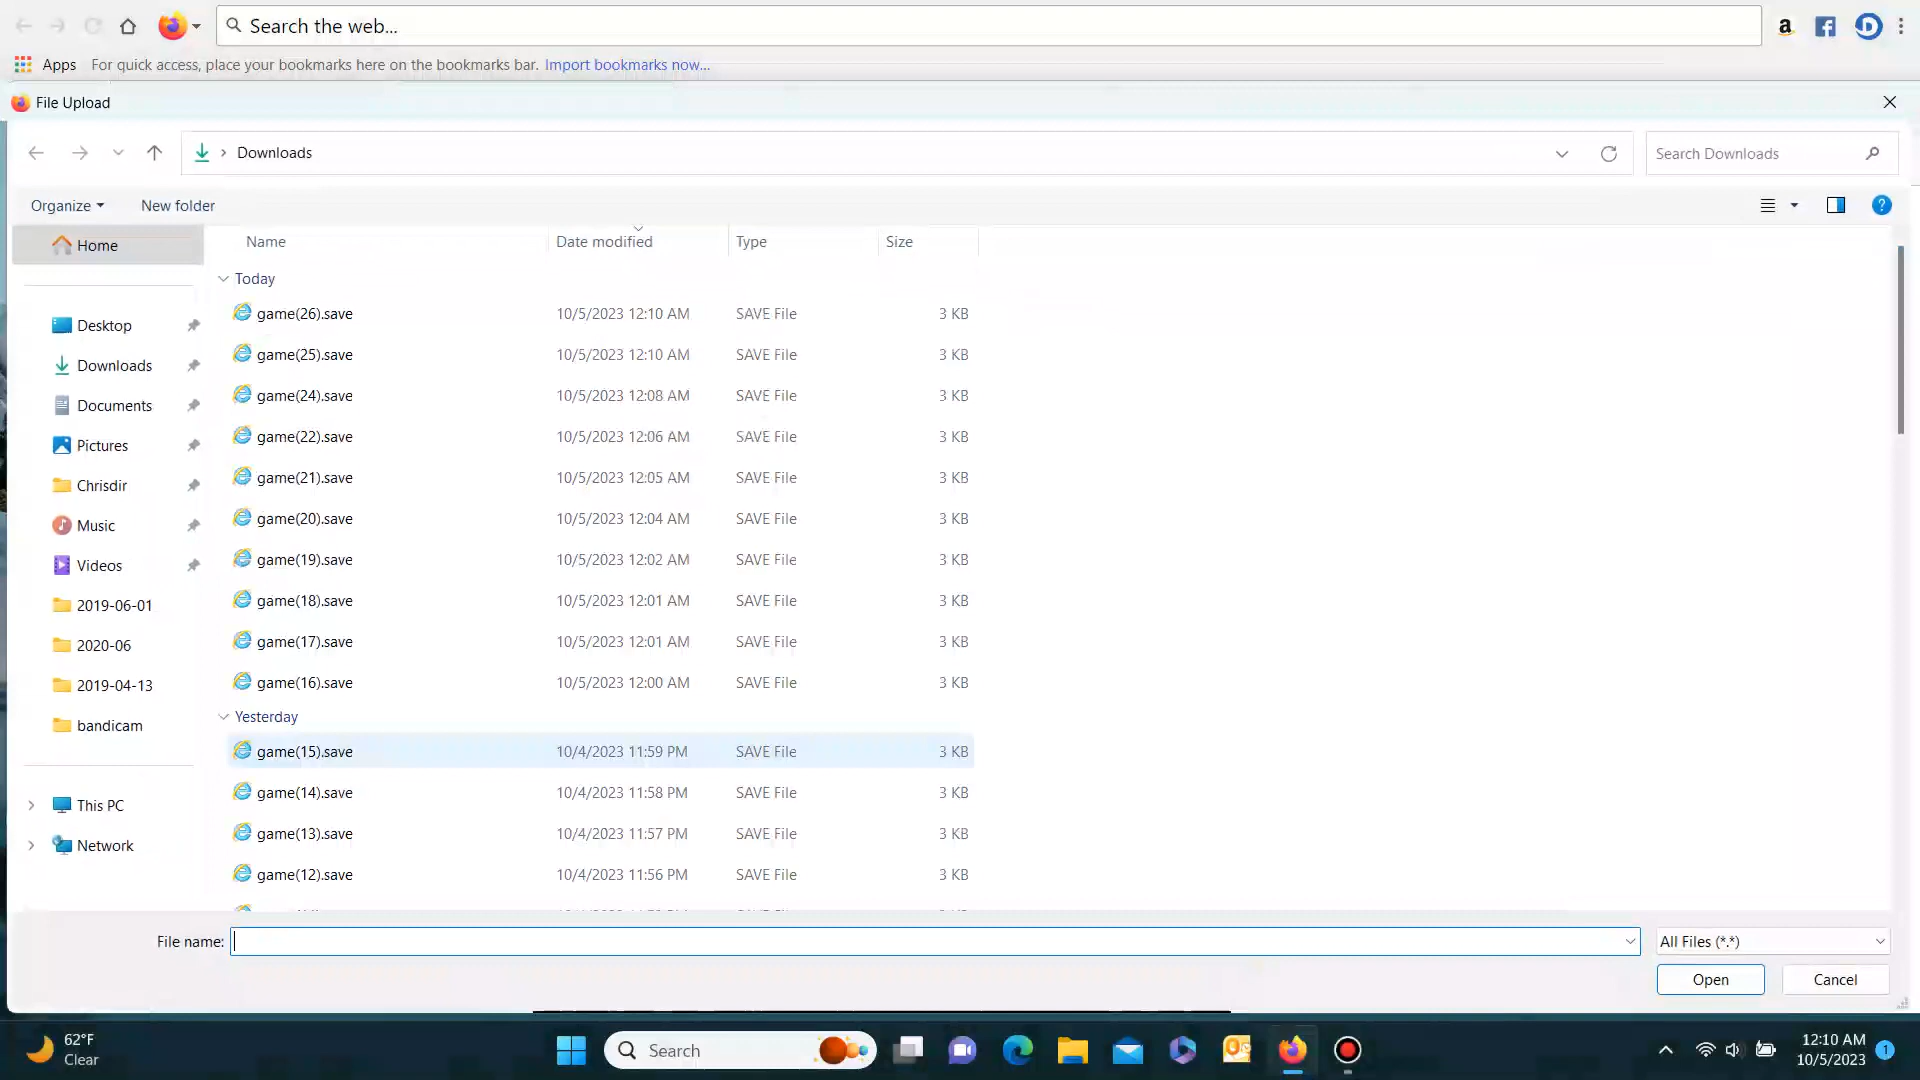 Search the web...
Apps For quick access, place your bookmarks here on the bookmarks bar. Import bookmarks now...
File Upload
Downloads
Search Downloads
Organize
New folder
Home
Desktop
Downloads
Documents
Pictures
Chrisdir
Music
Videos
2019-06-01
2020-06
2019-04-13
bandicam
This PC
Network
Name Date modified Type Size
Today
game(26).save 10/5/2023 12:10 AM SAVE File 3 KB
game(25).save 10/5/2023 12:10 AM SAVE File 3 KB
game(24).save 10/5/2023 12:08 AM SAVE File 3 KB
game(22).save 10/5/2023 12:06 AM SAVE File 3 KB
game(21).save 10/5/2023 12:05 AM SAVE File 3 KB
game(20).save 10/5/2023 12:04 AM SAVE File 3 KB
game(19).save 10/5/2023 12:02 AM SAVE File 3 KB
game(18).save 10/5/2023 12:01 AM SAVE File 3 KB
game(17).save 10/5/2023 12:01 AM SAVE File 3 KB
game(16).save 10/5/2023 12:00 AM SAVE File 3 KB
Yesterday
game(15).save 10/4/2023 11:59 PM SAVE File 3 KB
game(14).save 10/4/2023 11:58 PM SAVE File 3 KB
game(13).save 10/4/2023 11:57 PM SAVE File 3 KB
game(12).save 10/4/2023 11:56 PM SAVE File 3 KB
File name:
All Files (*.*)
Open
Cancel
62°F
Clear
Search
12:10 AM
10/5/2023
1